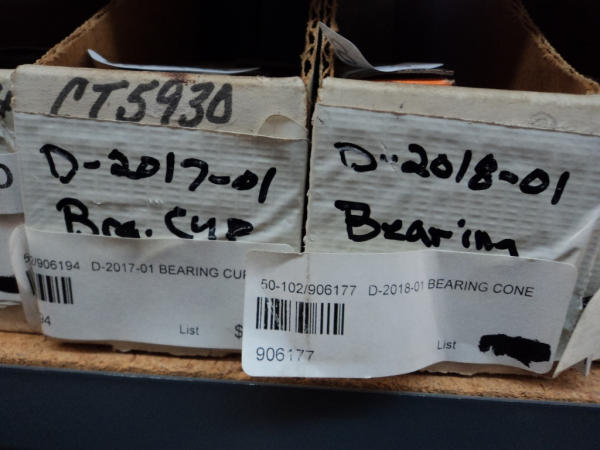 CT5930
D-2017-01
Brg. Cup
/906194 D-2017-01 BEARING CUP
List $
D-2018-01
Bearing
50-102/906177 D-2018-01 BEARING CONE
List
906177